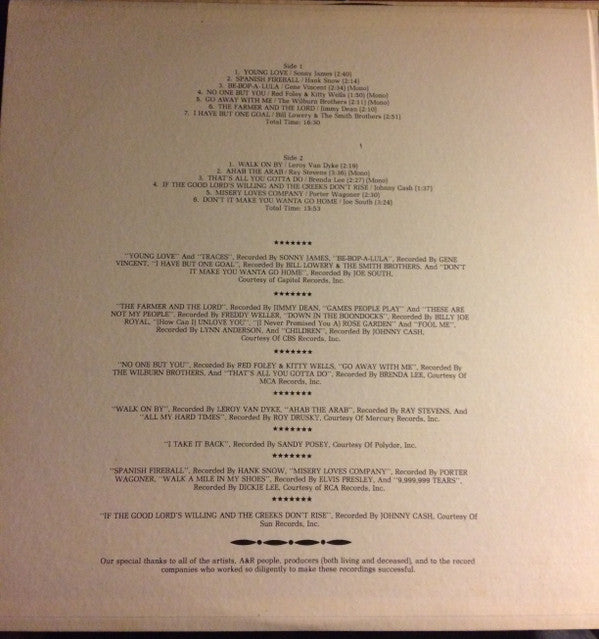 Side 1
1. YOUNG LOVE / Sonny James (2:40)
2. SPANISH FIREBALL / Hank Snow (2:14)
3. BE-BOP-A-LULA / Gene Vincent (2:34) (Mono)
4. NO ONE BUT YOU / Red Foley & Kitty Wells (1:50) (Mono)
5. GO AWAY WITH ME / The Wilburn Brothers (2:11) (Mono)
6. THE FARMER AND THE LORD / Jimmy Dean (2:10)
7. I HAVE BUT ONE GOAL / Bill Lowery & The Smith Brothers (2:51)
Total Time: 16:30
Side 2
1. WALK ON BY / Leroy Van Dyke (2:19)
2. AHAB THE ARAB / Ray Stevens (3:36) (Mono)
3. THAT'S ALL YOU GOTTA DO / Brenda Lee (2:27) (Mono)
4. IF THE GOOD LORD'S WILLING AND THE CREEKS DON'T RISE / Johnny Cash (1:37)
5. MISERY LOVES COMPANY / Porter Wagoner (2:30)
6. DON'T IT MAKE YOU WANTA GO HOME / Joe South (3:24)
Total Time: 15:53
★★★★★★★
"YOUNG LOVE" And "TRACES", Recorded By SONNY JAMES, "BE-BOP-A-LULA", Recorded By GENE
VINCENT, "I HAVE BUT ONE GOAL", Recorded By BILL LOWERY & THE SMITH BROTHERS, And "DON'T
IT MAKE YOU WANTA GO HOME", Recorded By JOE SOUTH,
Courtesy of Capitol Records, Inc.
★★★★★★★
"THE FARMER AND THE LORD", Recorded By JIMMY DEAN, "GAMES PEOPLE PLAY" And "THESE ARE
NOT MY PEOPLE", Recorded By FREDDY WELLER, "DOWN IN THE BOONDOCKS", Recorded By BILLY JOE
ROYAL, "(How Can I) UNLOVE YOU", "(I Never Promised You A) ROSE GARDEN" And "FOOL ME",
Recorded By LYNN ANDERSON, And "CHILDREN", Recorded By JOHNNY CASH,
Courtesy Of CBS Records, Inc.
★★★★★★★
"NO ONE BUT YOU", Recorded By RED FOLEY & KITTY WELLS, "GO AWAY WITH ME", Recorded By
THE WILBURN BROTHERS, And "THAT'S ALL YOU GOTTA DO", Recorded By BRENDA LEE, Courtesy Of
MCA Records, Inc.
★★★★★★★
"WALK ON BY", Recorded By LEROY VAN DYKE, "AHAB THE ARAB", Recorded By RAY STEVENS, And
"ALL MY HARD TIMES", Recorded By ROY DRUSKY, Courtesy Of Mercury Records, Inc.
★★★★★★★
"I TAKE IT BACK", Recorded By SANDY POSEY, Courtesy Of Polydor, Inc.
★★★★★★★
"SPANISH FIREBALL", Recorded By HANK SNOW, "MISERY LOVES COMPANY", Recorded By PORTER
WAGONER, "WALK A MILE IN MY SHOES", Recorded By ELVIS PRESLEY, And "9,999,999 TEARS",
Recorded By DICKIE LEE, Courtesy of RCA Records, Inc.
★★★★★★★
"IF THE GOOD LORD'S WILLING AND THE CREEKS DON'T RISE", Recorded By JOHNNY CASH, Courtesy Of
Sun Records, Inc.
Our special thanks to all of the artists, A&R people, producers (both living and deceased), and to the record
companies who worked so diligently to make these recordings successful.